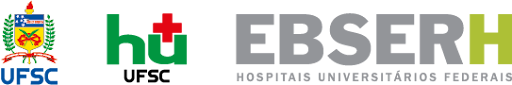 UFSC
hu
UFSC
EBSERH
HOSPITAIS UNIVERSITÁRIOS FEDERAIS